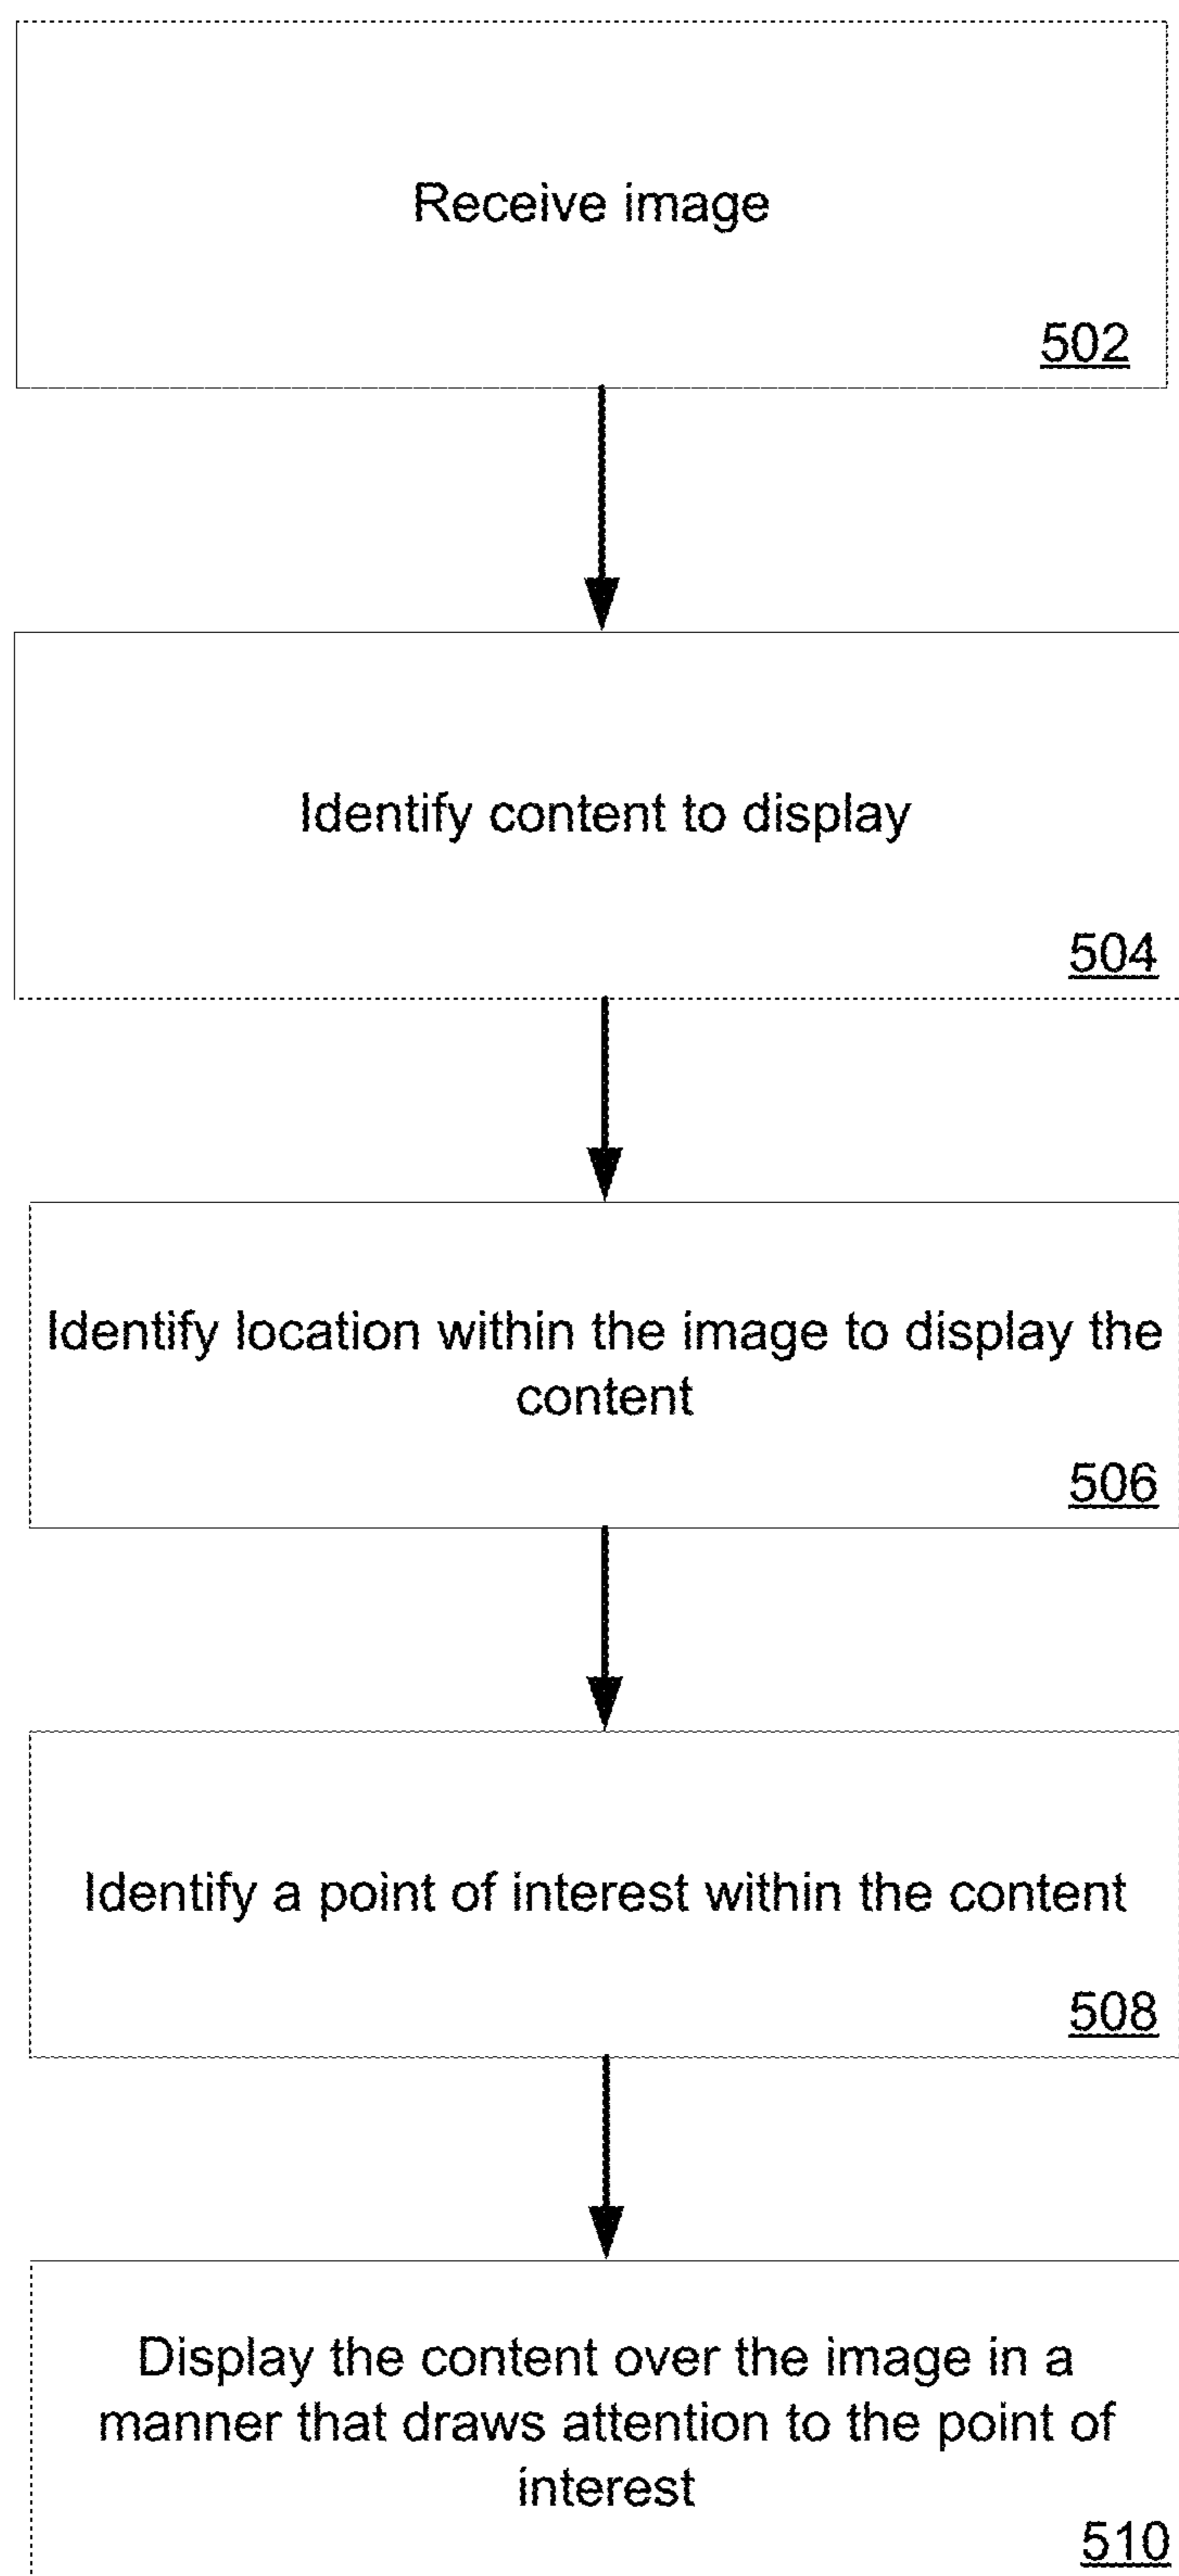 Receive image
502
Identify content to display
504
Identify location within the image to display the
content
506
Identify a point of interest within the content
508
Display the content over the image in a
manner that draws attention to the point of
interest
510